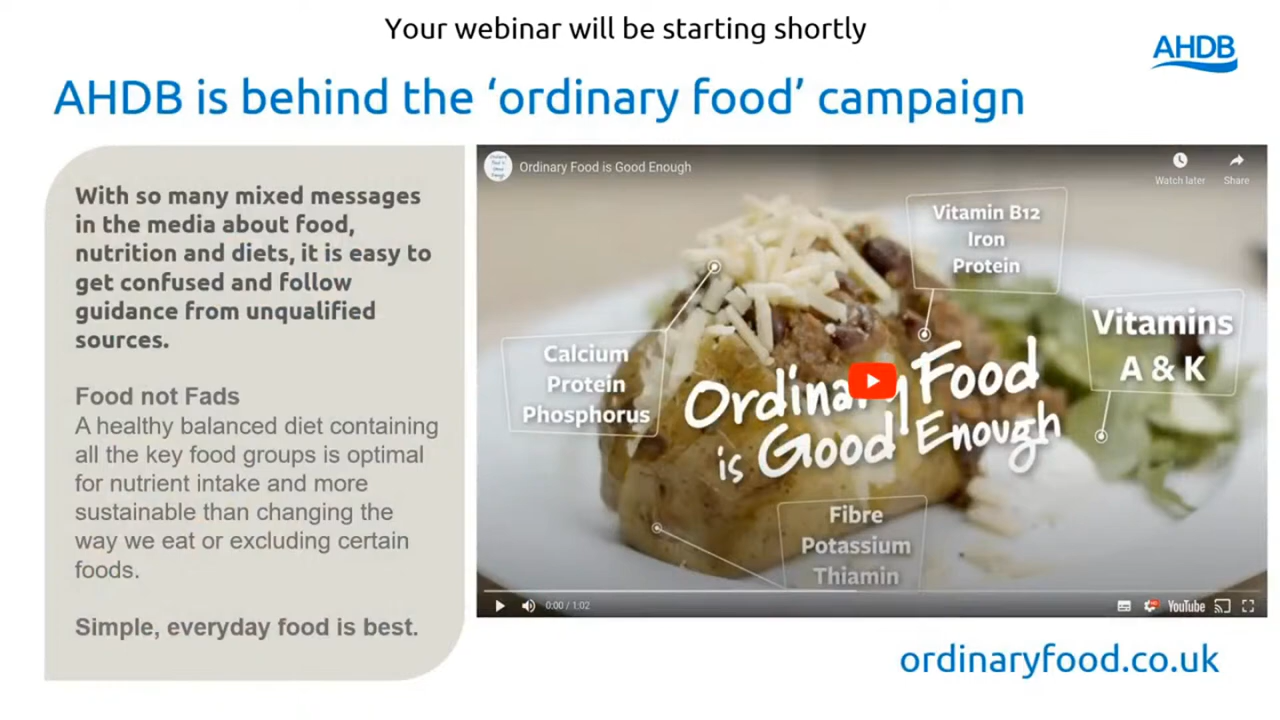 Your webinar will be starting shortly
AHDB
AHDB is behind the ‘ordinary food’ campaign
With so many mixed messages
in the media about food,
nutrition and diets, it is easy to
get confused and follow
guidance from unqualified
sources.
Food not Fads
A healthy balanced diet containing
all the key food groups is optimal
for nutrient intake and more
sustainable than changing the
way we eat or excluding certain
foods.
Simple, everyday food is best.
Ordinary Food is Good Enough
Watch later
Share
Vitamin B12
Iron
Protein
Vitamins
A & K
Calcium
Protein
Phosphorus
Ordinary Food
is Good Enough
Fibre
Potassium
Thiamin
0:00 / 1:02
YouTube
ordinaryfood.co.uk